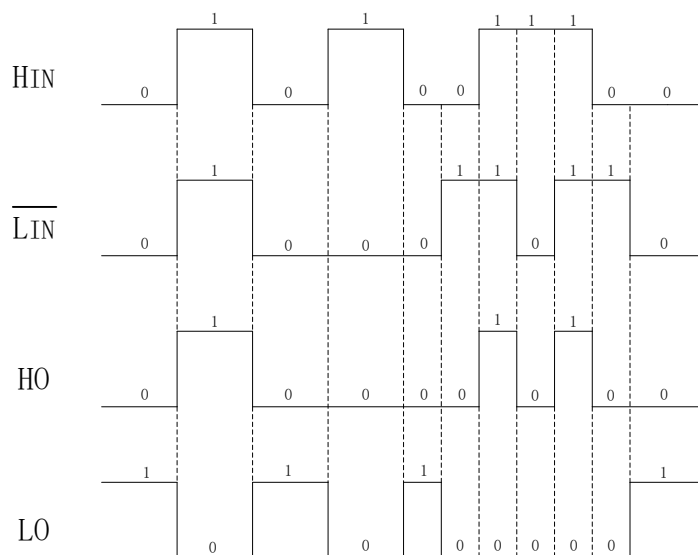 1 1 1 1 1
HIN 0 0 0 0 0 0
1 1 1 1 1
L̅I̅N̅ 0 0 0 0 0 0
1 1 1
HO 0 0 0 0 0 0 0 0
1 1 1 1
LO 0 0 0 0 0 0 0